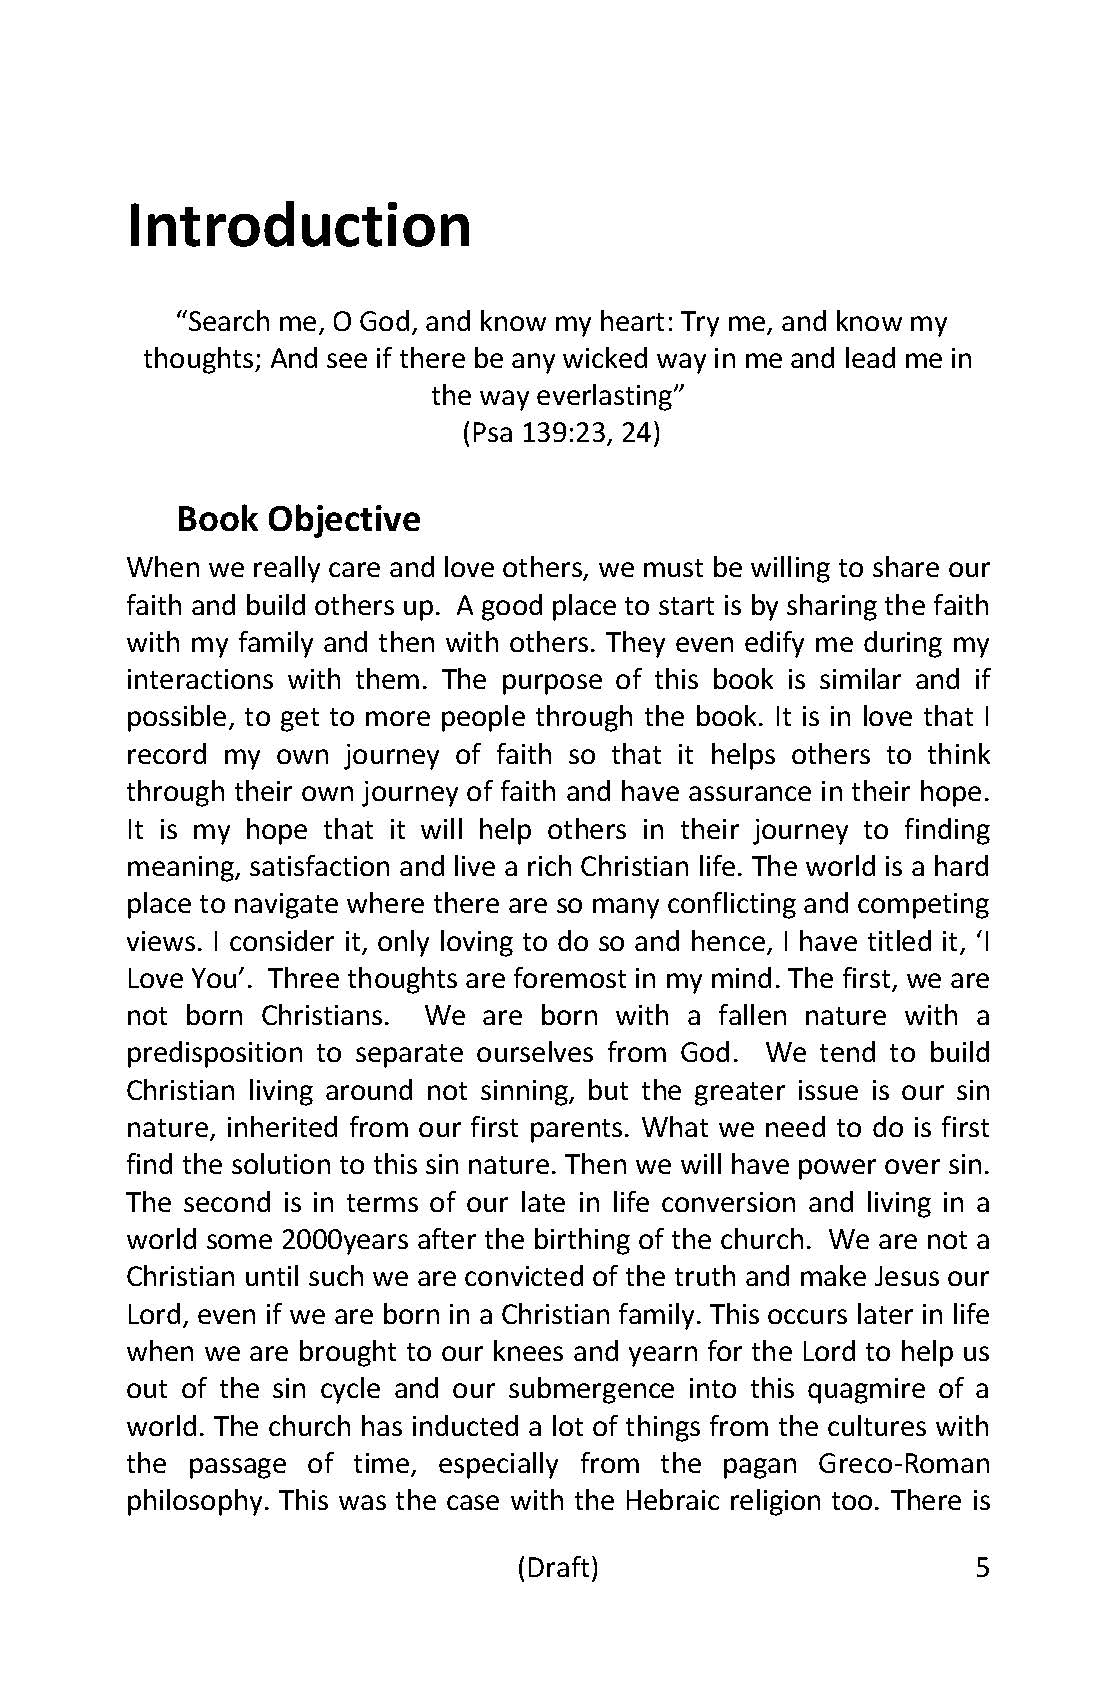 Introduction
“Search me, O God, and know my heart: Try me, and know my
thoughts; And see if there be any wicked way in me and lead me in
the way everlasting”
(Psa 139:23, 24)
Book Objective
When we really care and love others, we must be willing to share our
faith and build others up.  A good place to start is by sharing the faith
with my family and then with others. They even edify me during my
interactions with them. The purpose of this book is similar and if
possible, to get to more people through the book. It is in love that I
record my own journey of faith so that it helps others to think
through their own journey of faith and have assurance in their hope.
It is my hope that it will help others in their journey to finding
meaning, satisfaction and live a rich Christian life. The world is a hard
place to navigate where there are so many conflicting and competing
views. I consider it, only loving to do so and hence, I have titled it, ‘I
Love You’.  Three thoughts are foremost in my mind. The first, we are
not born Christians.  We are born with a fallen nature with a
predisposition to separate ourselves from God.  We tend to build
Christian living around not sinning, but the greater issue is our sin
nature, inherited from our first parents. What we need to do is first
find the solution to this sin nature. Then we will have power over sin.
The second is in terms of our late in life conversion and living in a
world some 2000years after the birthing of the church.  We are not a
Christian until such we are convicted of the truth and make Jesus our
Lord, even if we are born in a Christian family. This occurs later in life
when we are brought to our knees and yearn for the Lord to help us
out of the sin cycle and our submergence into this quagmire of a
world. The church has inducted a lot of things from the cultures with
the passage of time, especially from the pagan Greco-Roman
philosophy. This was the case with the Hebraic religion too. There is
(Draft) 5